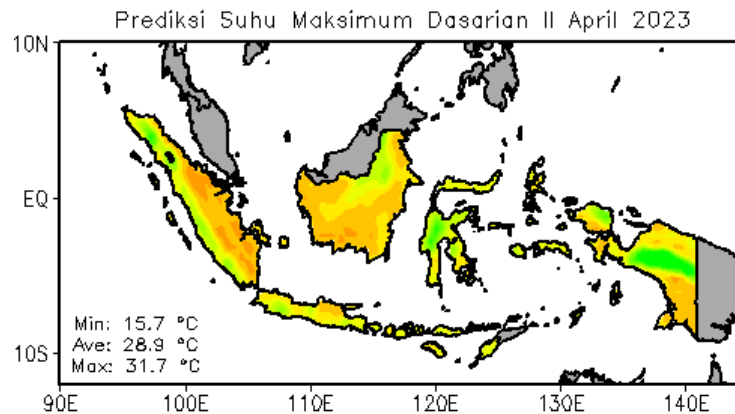 Prediksi Suhu Maksimum Dasarian II April 2023
10N
EQ
10S
Min: 15.7 °C
Ave: 28.9 °C
Max: 31.7 °C
90E 100E 110E 120E 130E 140E